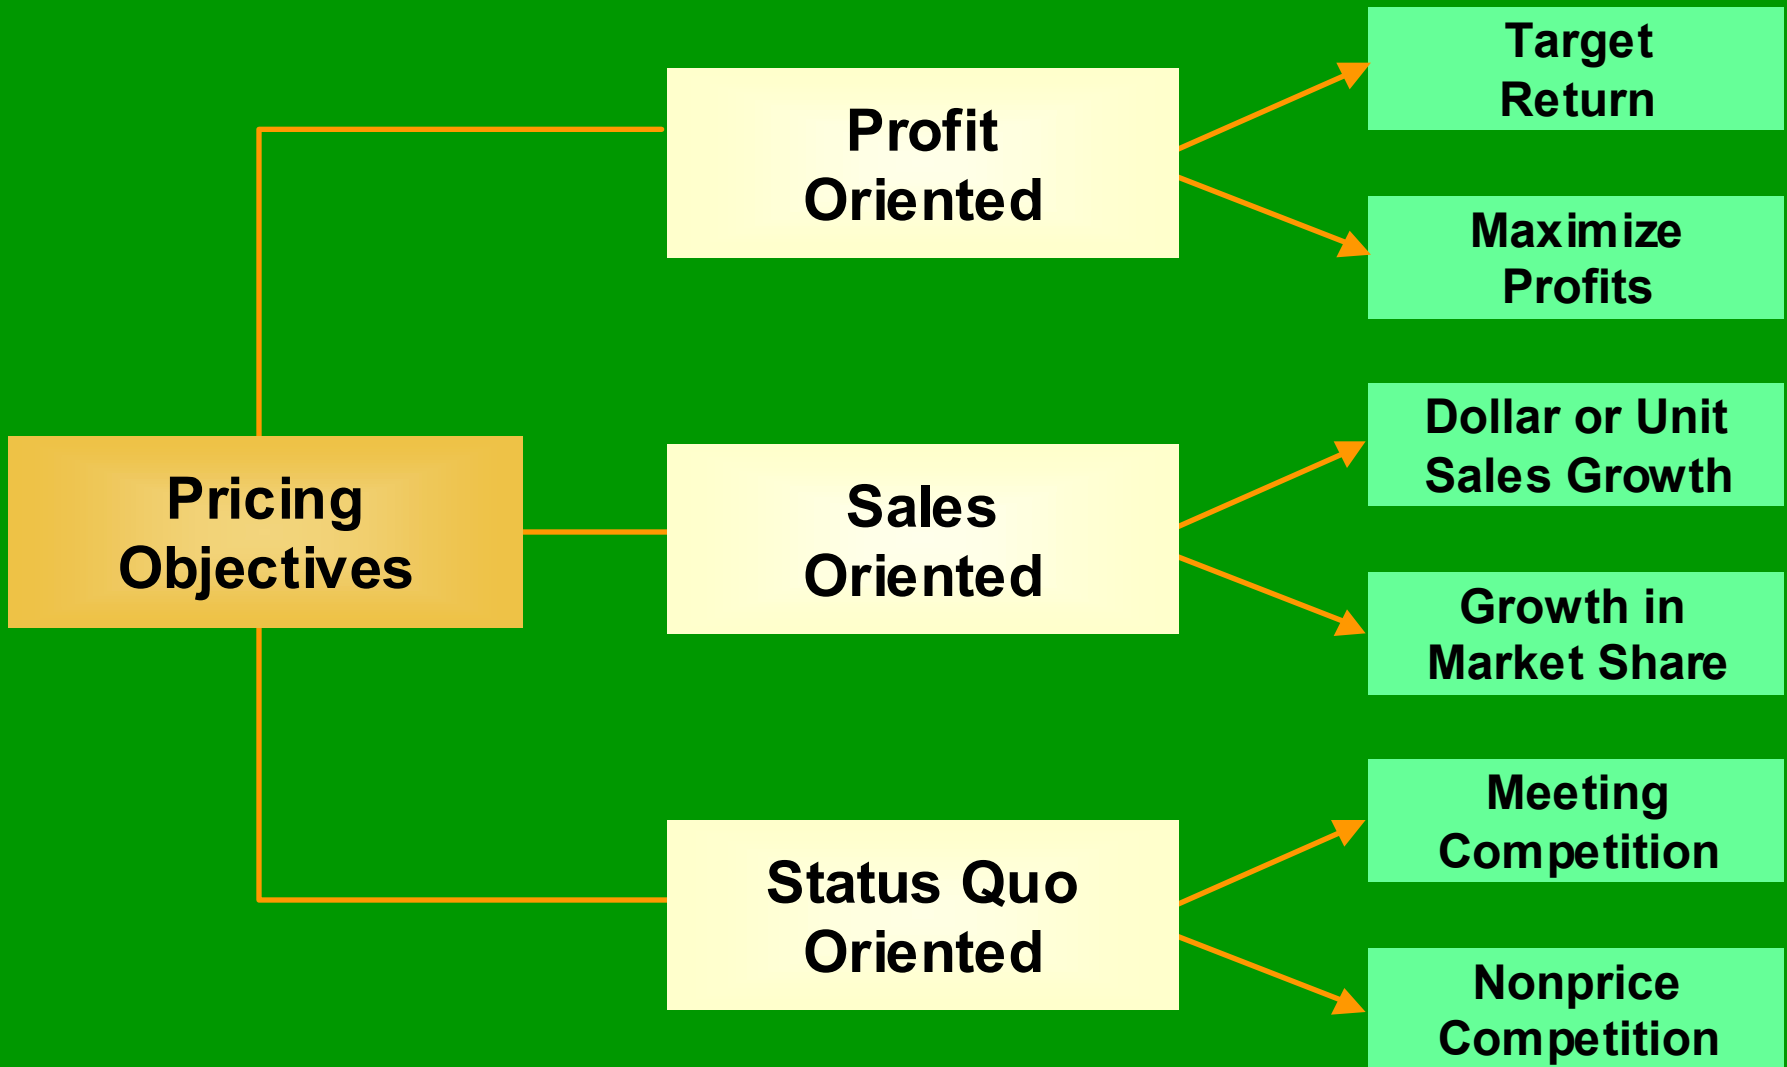 Pricing
Objectives
Profit
Oriented
Target
Return
Maximize
Profits
Sales
Oriented
Dollar or Unit
Sales Growth
Growth in
Market Share
Status Quo
Oriented
Meeting
Competition
Nonprice
Competition